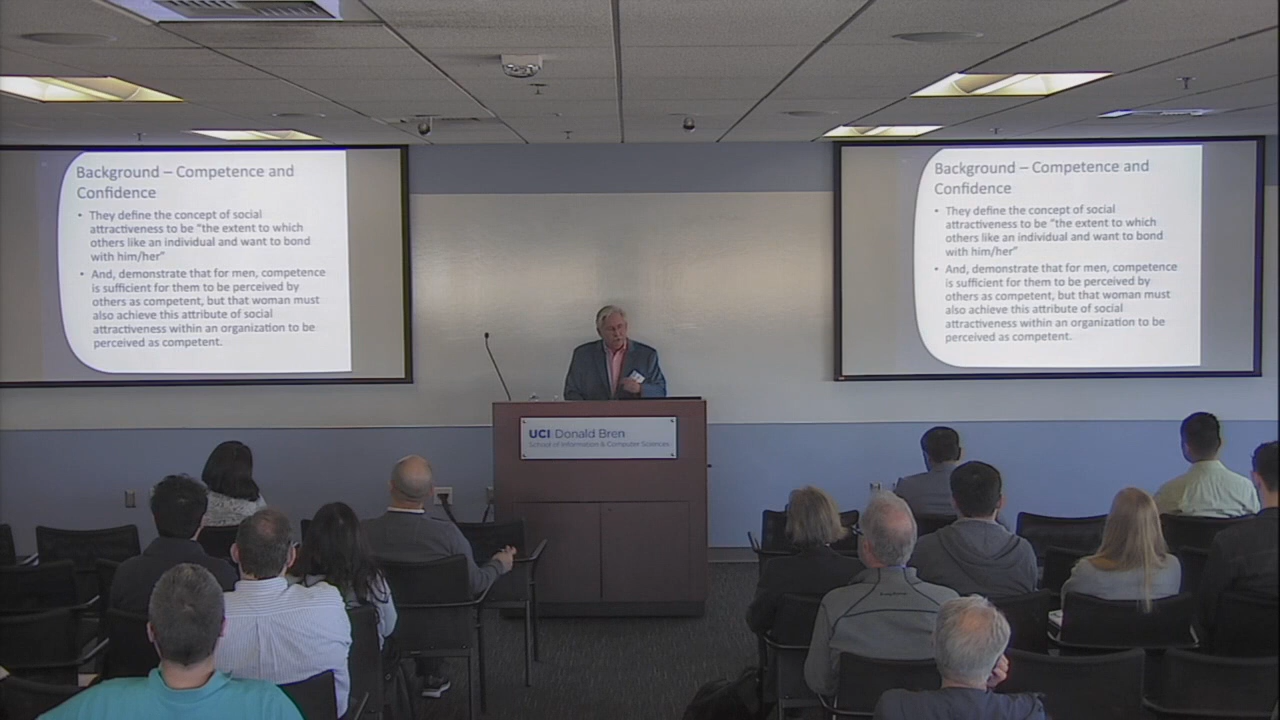 Background – Competence and
Confidence
• They define the concept of social
attractiveness to be "the extent to which
others like an individual and want to bond
with him/her"
• And, demonstrate that for men, competence
is sufficient for them to be perceived by
others as competent, but that woman must
also achieve this attribute of social
attractiveness within an organization to be
perceived as competent.
Background – Competence and
Confidence
• They define the concept of social
attractiveness to be "the extent to which
others like an individual and want to bond
with him/her"
• And, demonstrate that for men, competence
is sufficient for them to be perceived by
others as competent, but that woman must
also achieve this attribute of social
attractiveness within an organization to be
perceived as competent.
UCI Donald Bren
School of Information & Computer Sciences